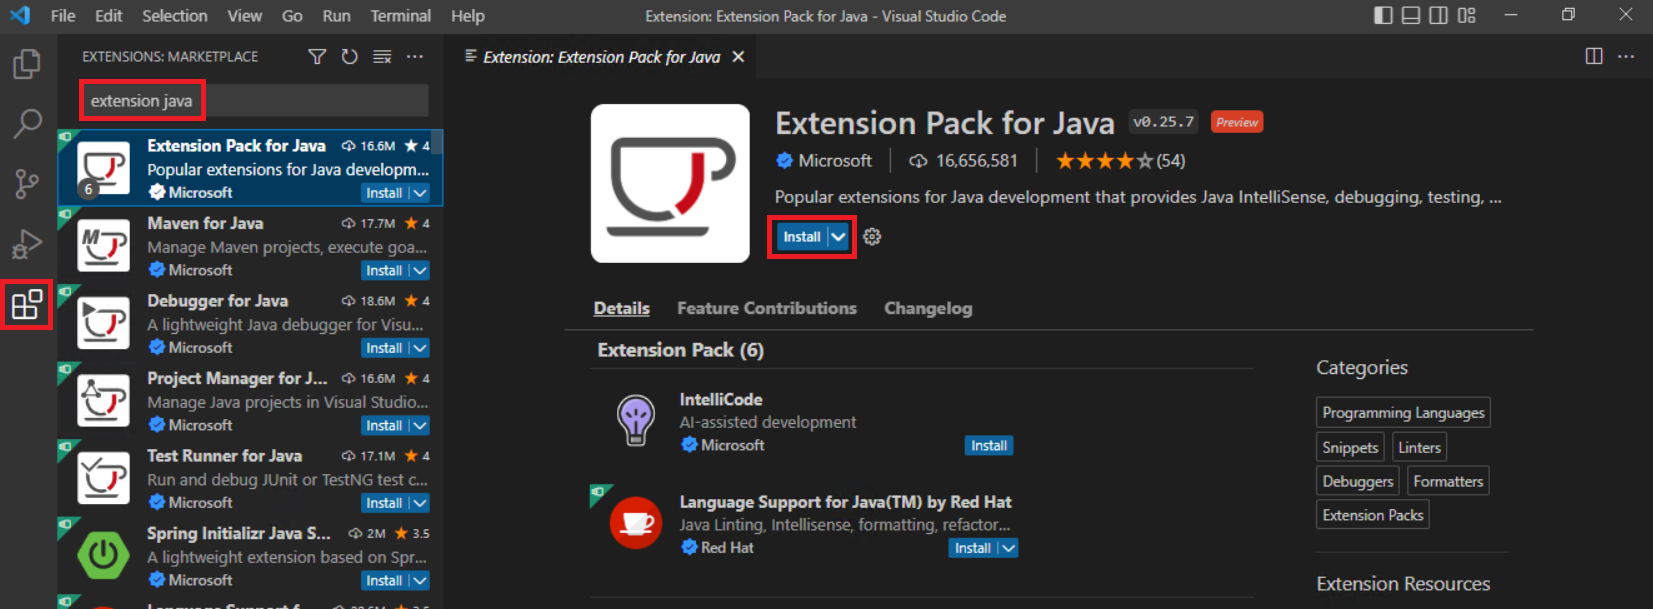 File Edit Selection View Go Run Terminal Help
Extension: Extension Pack for Java - Visual Studio Code
EXTENSIONS: MARKETPLACE
extension java
Extension Pack for Java 16.6M ★ 4
Popular extensions for Java developm...
6
Microsoft Install
Maven for Java 17.7M ★ 4
M
Manage Maven projects, execute goa...
Microsoft Install
Debugger for Java 18.6M ★ 4
A lightweight Java debugger for Visu...
Microsoft Install
Project Manager for J... 16.6M ★ 4
Manage Java projects in Visual Studio...
Microsoft Install
Test Runner for Java 17.1M ★ 4
Run and debug JUnit or TestNG test c...
Microsoft Install
Spring Initializr Java S... 2M ★ 3.5
A lightweight extension based on Spr...
Microsoft Install
Extension: Extension Pack for Java
Extension Pack for Java v0.25.7 Preview
Microsoft 16,656,581 ★★★★☆ (54)
Popular extensions for Java development that provides Java IntelliSense, debugging, testing, ...
Install
Details Feature Contributions Changelog
Extension Pack (6)
IntelliCode
AI-assisted development
Microsoft Install
Language Support for Java(TM) by Red Hat
Java Linting, Intellisense, formatting, refactor...
Red Hat Install
Categories
Programming Languages
Snippets Linters
Debuggers Formatters
Extension Packs
Extension Resources